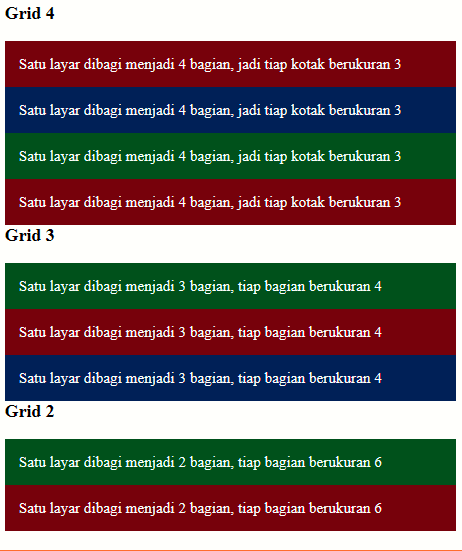 Grid 4
Satu layar dibagi menjadi 4 bagian, jadi tiap kotak berukuran 3
Satu layar dibagi menjadi 4 bagian, jadi tiap kotak berukuran 3
Satu layar dibagi menjadi 4 bagian, jadi tiap kotak berukuran 3
Satu layar dibagi menjadi 4 bagian, jadi tiap kotak berukuran 3
Grid 3
Satu layar dibagi menjadi 3 bagian, tiap bagian berukuran 4
Satu layar dibagi menjadi 3 bagian, tiap bagian berukuran 4
Satu layar dibagi menjadi 3 bagian, tiap bagian berukuran 4
Grid 2
Satu layar dibagi menjadi 2 bagian, tiap bagian berukuran 6
Satu layar dibagi menjadi 2 bagian, tiap bagian berukuran 6